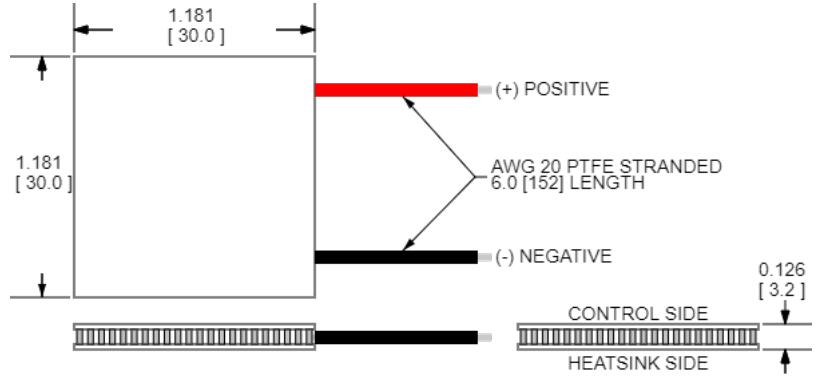 1.181
[ 30.0 ]
(+) POSITIVE
1.181
[ 30.0 ]
AWG 20 PTFE STRANDED
6.0 [152] LENGTH
(-) NEGATIVE
0.126
[ 3.2 ]
CONTROL SIDE
HEATSINK SIDE